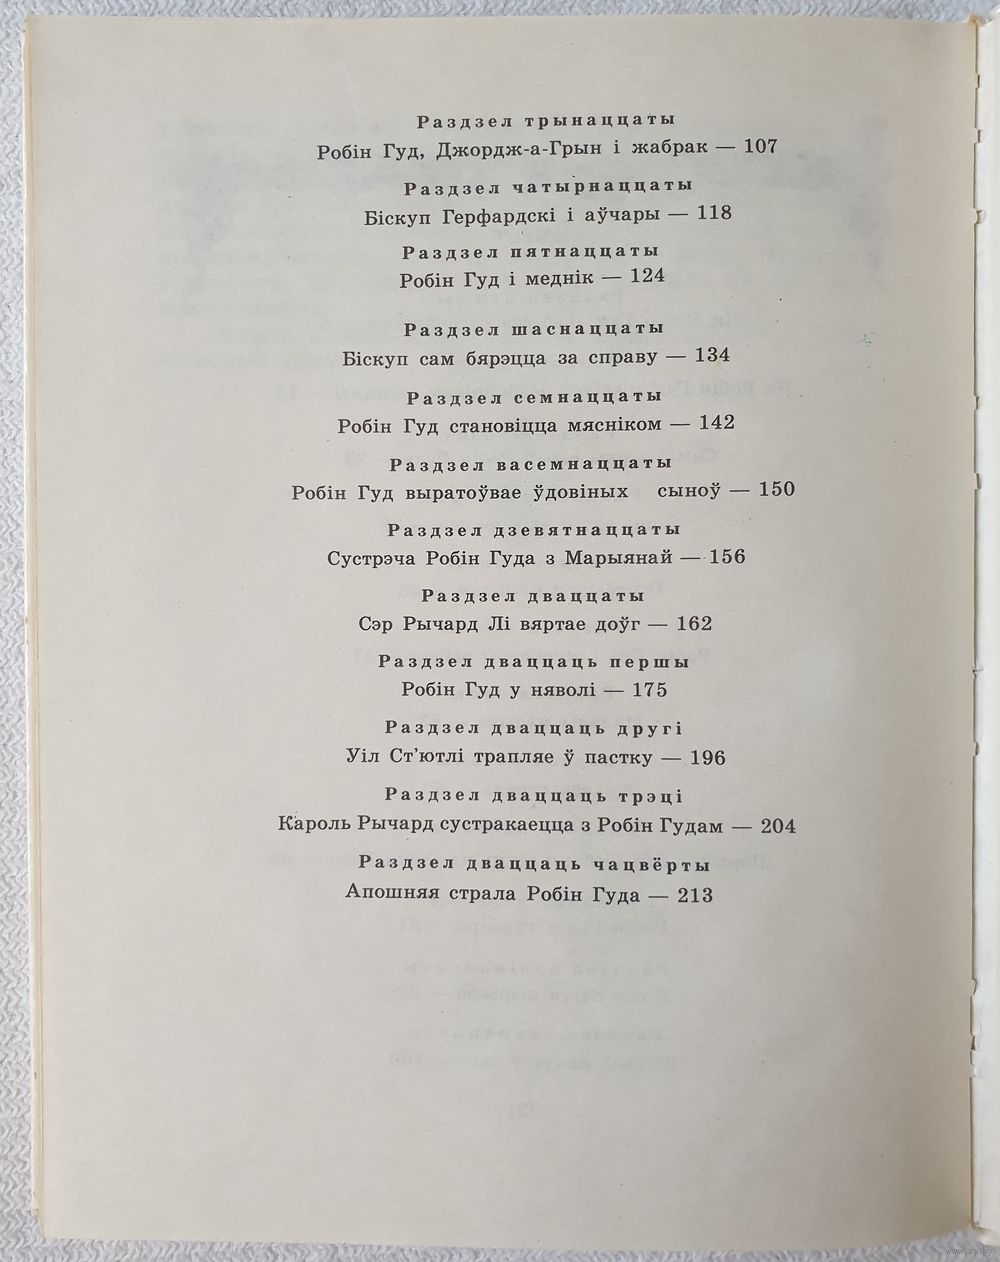 Раздзел трынаццаты
Робін Гуд, Джордж-а-Грын і жабрак — 107
Раздзел чатырнаццаты
Біскуп Герфардскі і аўчары — 118
Раздзел пятнаццаты
Робін Гуд і меднік — 124
Раздзел шаснаццаты
Біскуп сам бярэцца за справу — 134
Раздзел семнаццаты
Робін Гуд становіцца мясніком — 142
Раздзел васемнаццаты
Робін Гуд выратоўвае ўдовіных сыноў — 150
Раздзел дзевятнаццаты
Сустрэча Робін Гуда з Марыянай — 156
Раздзел дваццаты
Сэр Рычард Лі вяртае доўг — 162
Раздзел дваццаць першы
Робін Гуд у няволі — 175
Раздзел дваццаць другі
Уіл Ст’ютлі трапляе ў пастку — 196
Раздзел дваццаць трэці
Кароль Рычард сустракаецца з Робін Гудам — 204
Раздзел дваццаць чацвёрты
Апошняя страла Робін Гуда — 213
www.ay.by